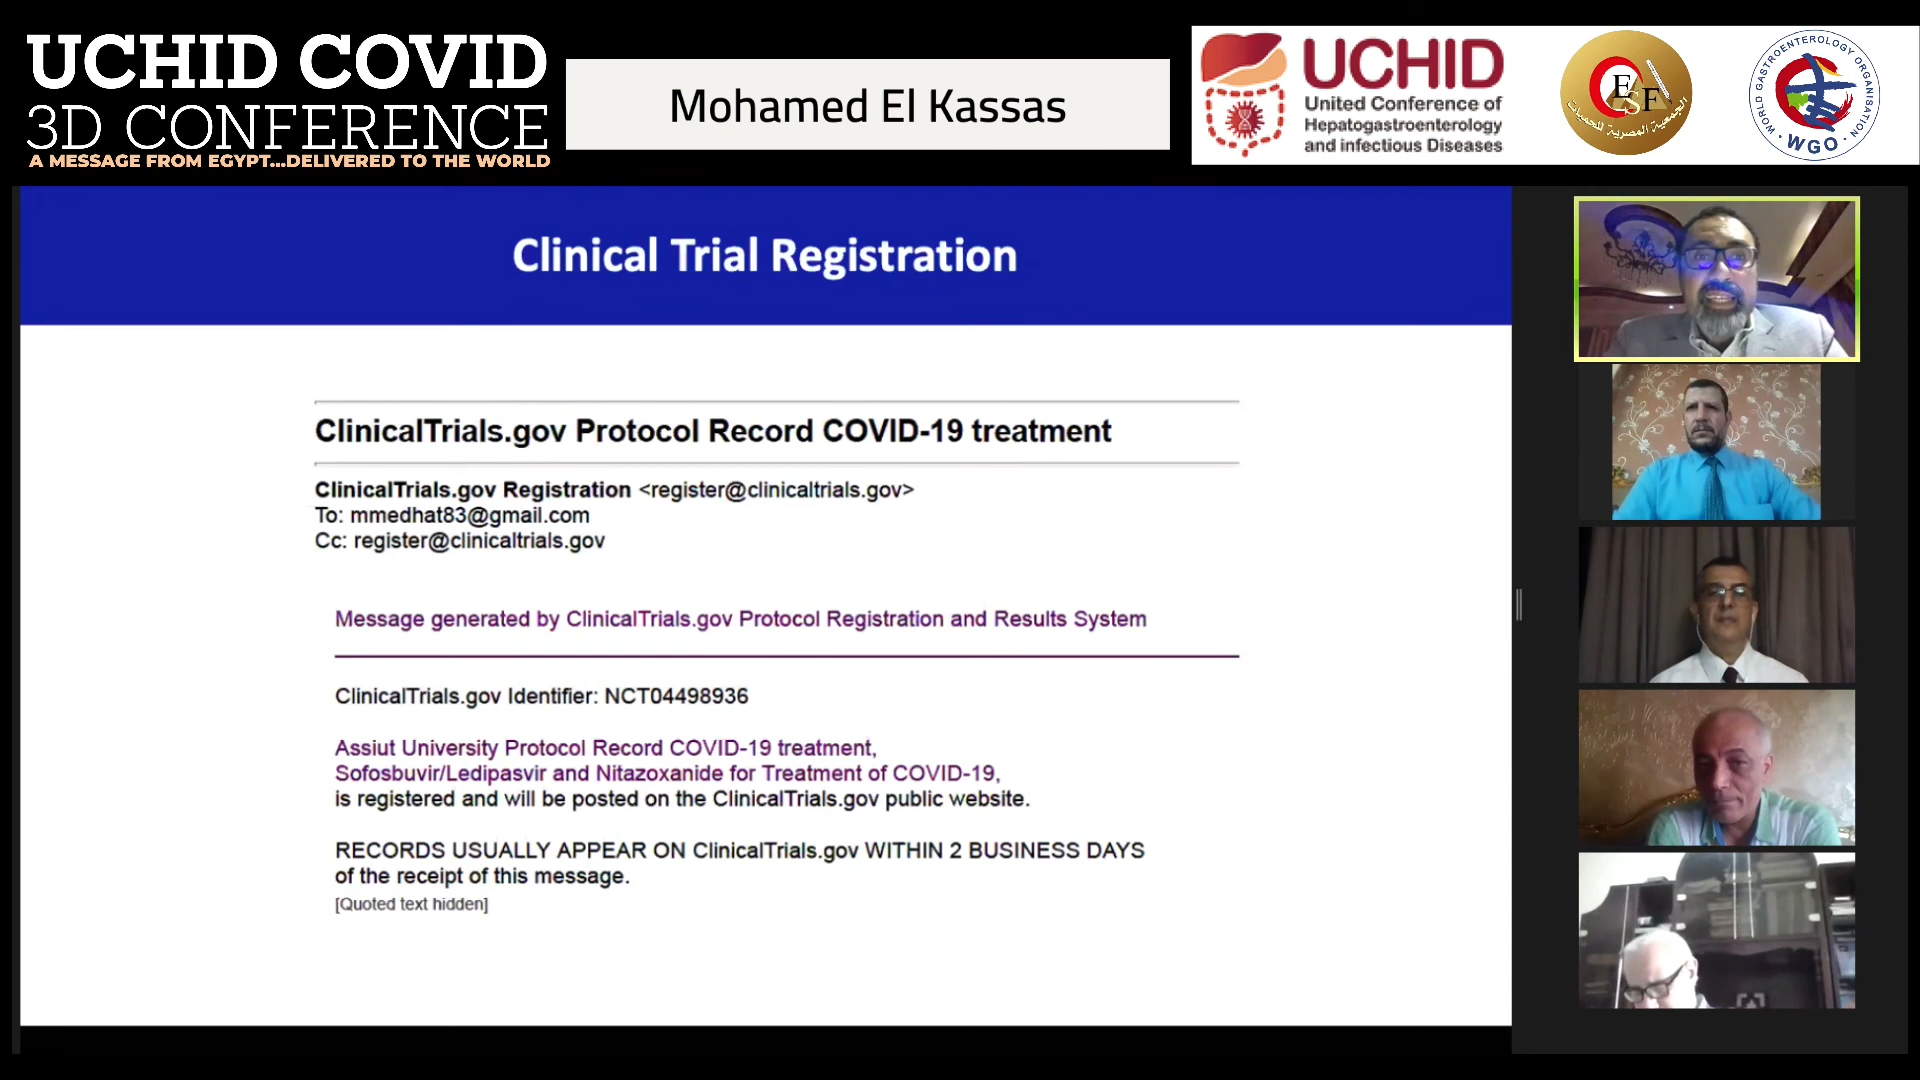 UCHID COVID
3D CONFERENCE
A MESSAGE FROM EGYPT...DELIVERED TO THE WORLD
Mohamed El Kassas
UCHID
United Conference of
Hepatogastroenterology
and infectious Diseases
ESF
الجمعية المصرية للحميات
WORLD GASTROENTEROLOGY ORGANISATION
WGO
Clinical Trial Registration
ClinicalTrials.gov Protocol Record COVID-19 treatment
ClinicalTrials.gov Registration <register@clinicaltrials.gov>
To: mmedhat83@gmail.com
Cc: register@clinicaltrials.gov
Message generated by ClinicalTrials.gov Protocol Registration and Results System
ClinicalTrials.gov Identifier: NCT04498936
Assiut University Protocol Record COVID-19 treatment,
Sofosbuvir/Ledipasvir and Nitazoxanide for Treatment of COVID-19,
is registered and will be posted on the ClinicalTrials.gov public website.
RECORDS USUALLY APPEAR ON ClinicalTrials.gov WITHIN 2 BUSINESS DAYS
of the receipt of this message.
[Quoted text hidden]